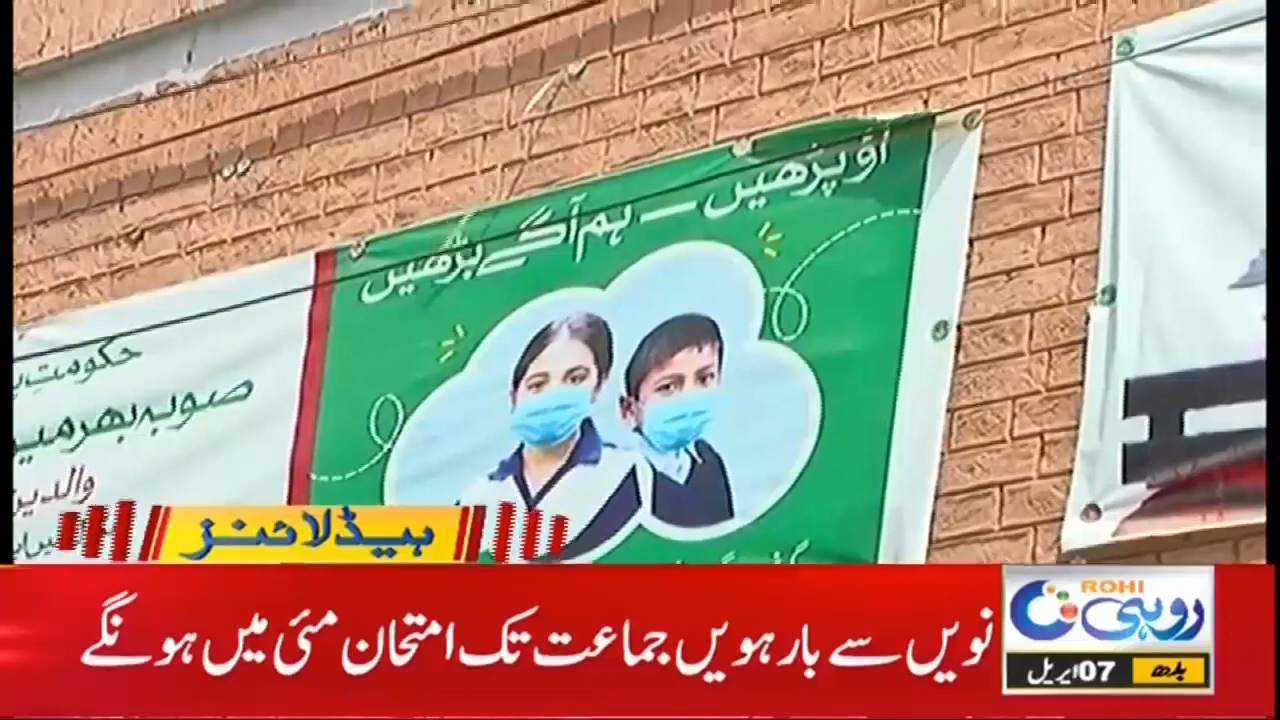 آؤ پڑھیں — ہم آگے بڑھیں
حکومتِ
صوبہ بھر میں
والدین
ہیڈلائنز
نویں سے بارہویں جماعت تک امتحان مئی میں ہونگے
ROHI
روہی
بدھ
07 اپریل